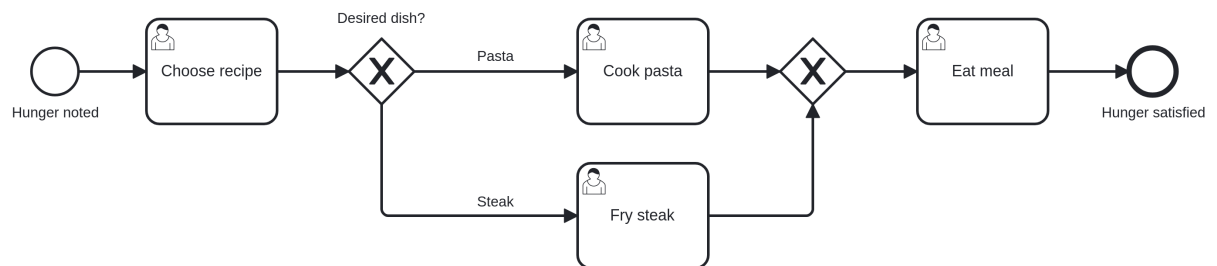 Desired dish?
Choose recipe
Pasta
Cook pasta
Eat meal
Hunger noted
Hunger satisfied
Steak
Fry steak